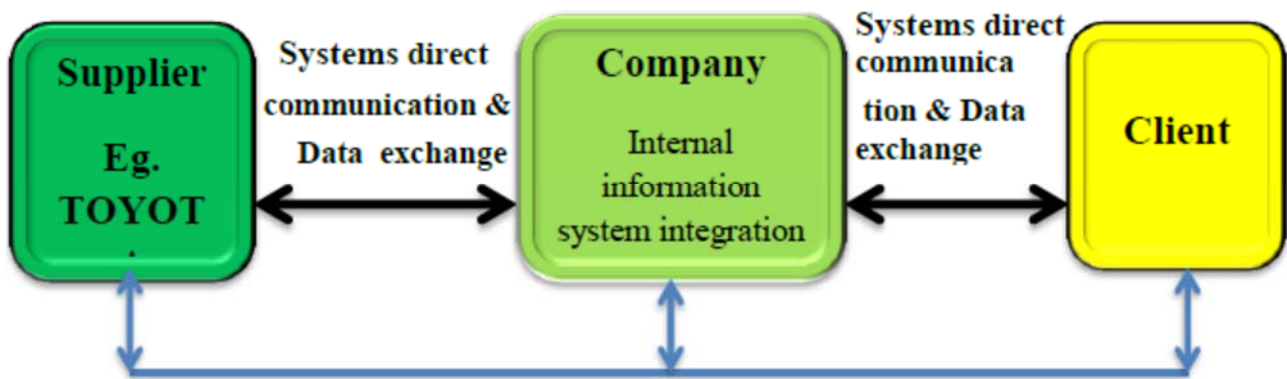 Supplier
Eg.
TOYOT
.
Systems direct
communication &
Data exchange
Company
Internal
information
system integration
Systems direct
communica
tion & Data
exchange
Client